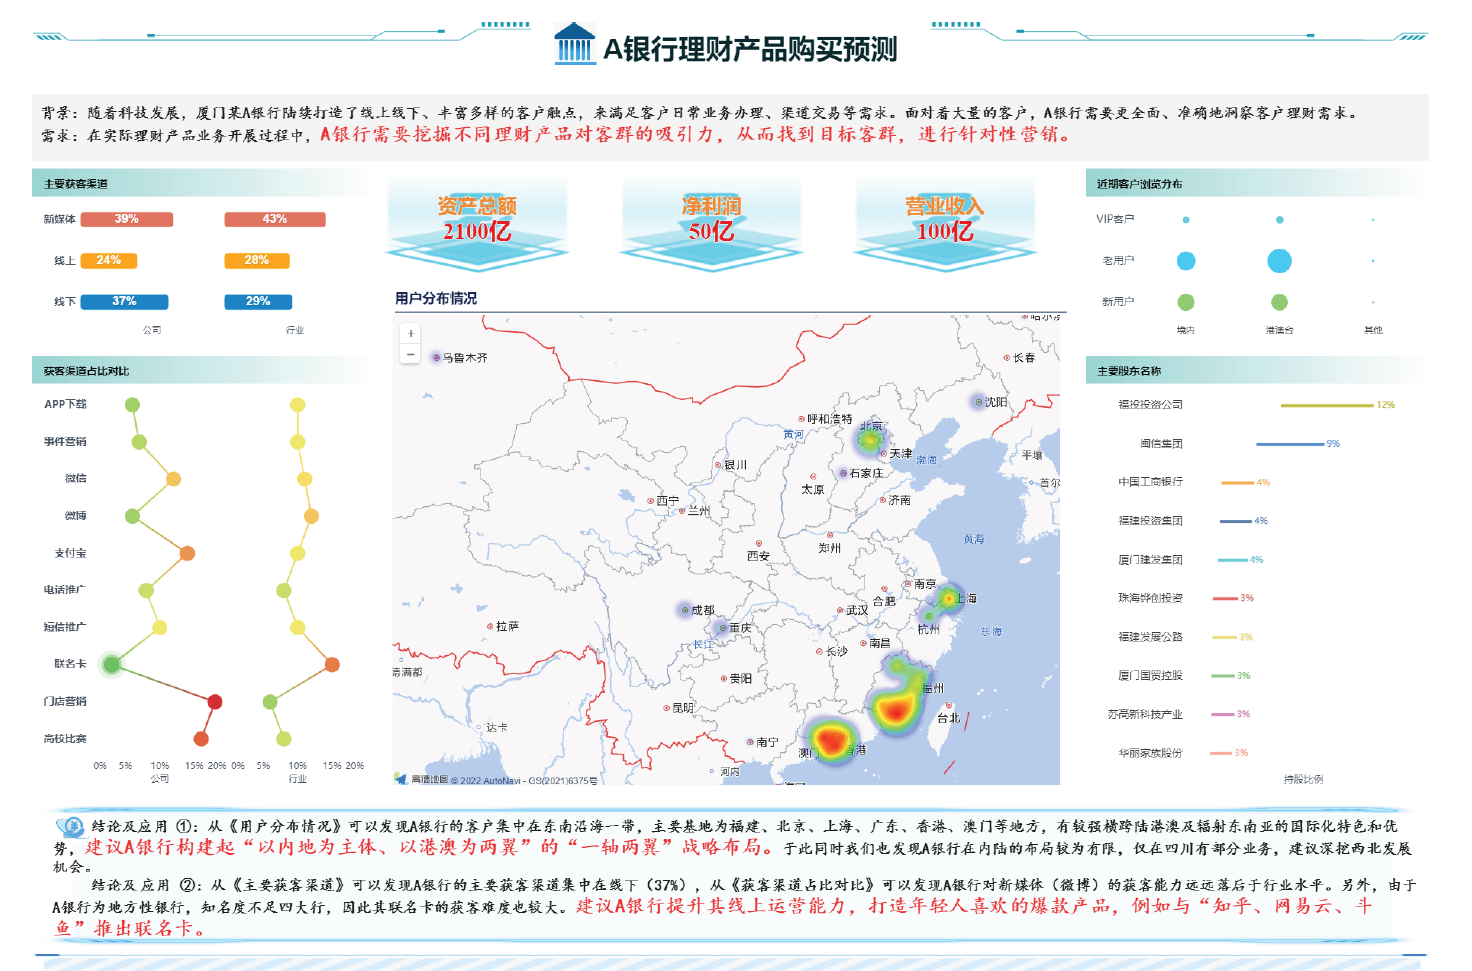 A银行理财产品购买预测
背景：随着科技发展，厦门某A银行陆续打造了线上线下、丰富多样的客户触点，来满足客户日常业务办理、渠道交易等需求。面对着大量的客户，A银行需要更全面、准确地洞察客户理财需求。
需求：在实际理财产品业务开展过程中，A银行需要挖掘不同理财产品对客群的吸引力，从而找到目标客群，进行针对性营销。
主要获客渠道
新媒体 39% 43%
线上 24% 28%
线下 37% 29%
公司 行业
获客渠道占比对比
APP下载
事件营销
微信
微博
支付宝
电话推广
短信推广
联名卡
门店营销
高校比赛
0% 5% 10% 15% 20% 0% 5% 10% 15% 20%
公司 行业
资产总额
2100亿
净利润
50亿
营业收入
100亿
用户分布情况
+
−
乌鲁木齐
长春
沈阳
呼和浩特
北京
黄河
天津
渤海
平壤
银川
石家庄
太原
首尔
西宁
济南
兰州
黄海
西安
郑州
南京
合肥
上海
成都
武汉
杭州
重庆
拉萨
东海
长江
南昌
长沙
加德满都
贵阳
福州
昆明
台北
达卡
南宁
澳门
香港
河内
高德地图 © 2022 AutoNavi - GS(2021)6375号
近期客户浏览分布
VIP客户
老用户
新用户
境内 港澳台 其他
主要股东名称
福投投资公司 12%
闽信集团 9%
中国工商银行 4%
福建投资集团 4%
厦门建发集团 4%
珠海铧创投资 3%
福建发展公路 3%
厦门国贸控股 3%
苏高新科技产业 3%
华丽家族股份 3%
持股比例
结论及应用 ①：从《用户分布情况》可以发现A银行的客户集中在东南沿海一带，主要基地为福建、北京、上海、广东、香港、澳门等地方，有较强横跨陆港澳及辐射东南亚的国际化特色和优
势，建议A银行构建起“以内地为主体、以港澳为两翼”的“一轴两翼”战略布局。于此同时我们也发现A银行在内陆的布局较为有限，仅在四川有部分业务，建议深挖西北发展
机会。
结论及应用 ②：从《主要获客渠道》可以发现A银行的主要获客渠道集中在线下（37%），从《获客渠道占比对比》可以发现A银行对新媒体（微博）的获客能力远远落后于行业水平。另外，由于
A银行为地方性银行，知名度不足四大行，因此其联名卡的获客难度也较大。建议A银行提升其线上运营能力，打造年轻人喜欢的爆款产品，例如与“知乎、网易云、斗
鱼”推出联名卡。